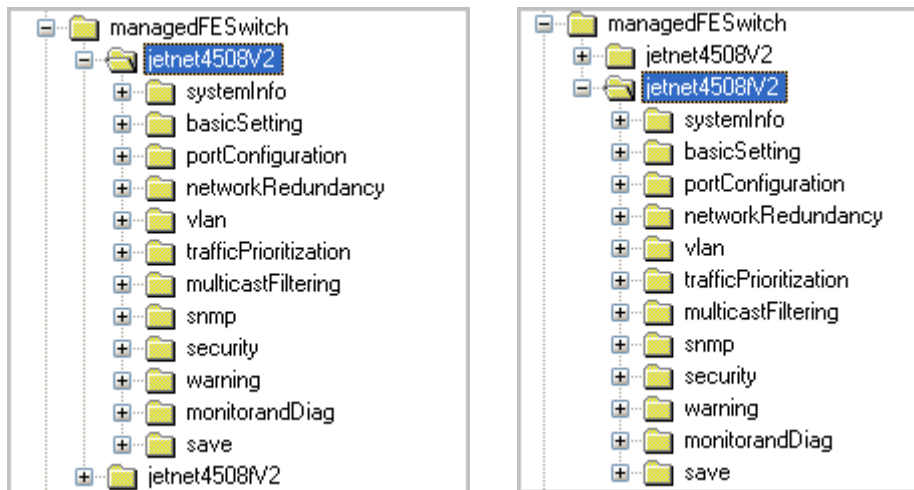 managedFESwitch
jetnet4508V2
systemInfo
basicSetting
portConfiguration
networkRedundancy
vlan
trafficPrioritization
multicastFiltering
snmp
security
warning
monitorandDiag
save
jetnet4508fV2
managedFESwitch
jetnet4508V2
jetnet4508fV2
systemInfo
basicSetting
portConfiguration
networkRedundancy
vlan
trafficPrioritization
multicastFiltering
snmp
security
warning
monitorandDiag
save